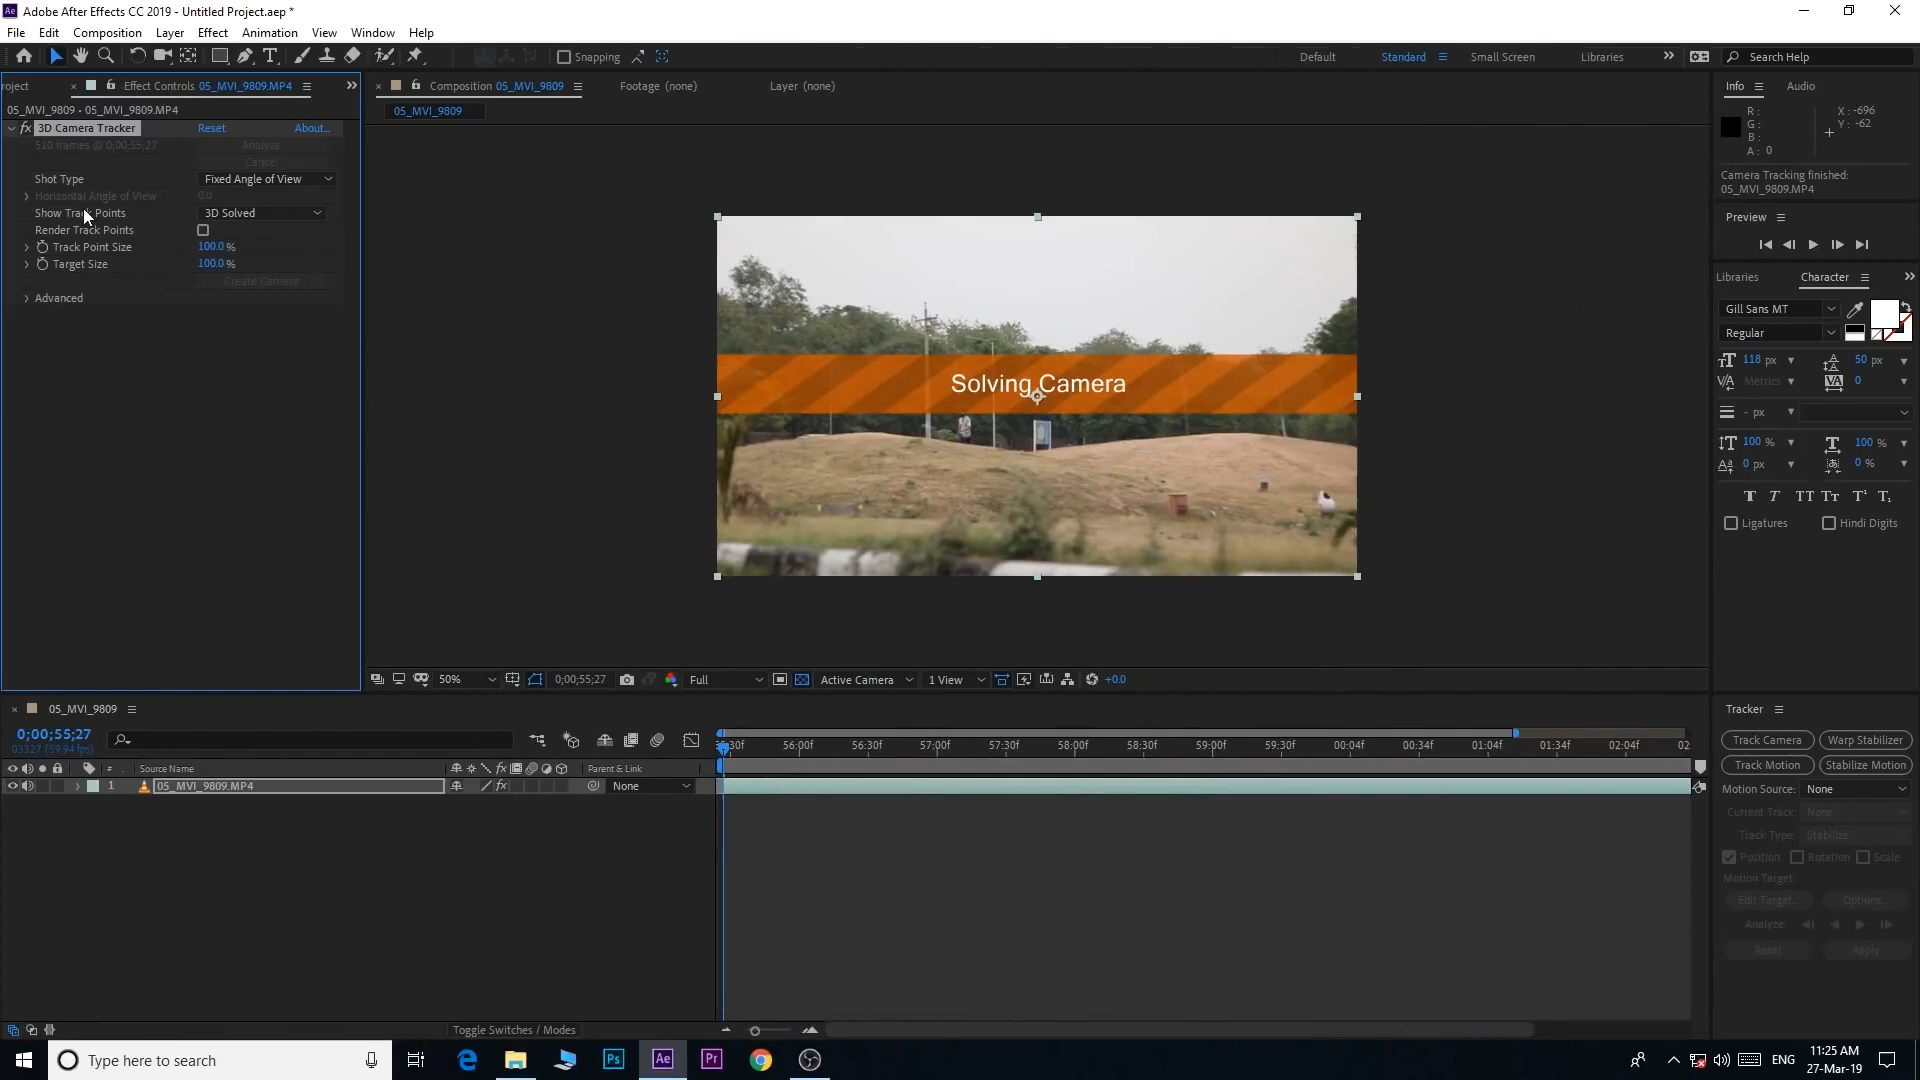 Adobe After Effects CC 2019 - Untitled Project.aep *
File Edit Composition Layer Effect Animation View Window Help
Snapping
Default Standard Small Screen Libraries
Search Help
roject
Effect Controls 05_MVI_9809.MP4
Composition 05_MVI_9809
Footage (none)
Layer (none)
05_MVI_9809 • 05_MVI_9809.MP4
05_MVI_9809
3D Camera Tracker Reset About...
510 frames @ 0;00;55;27 Analyze
Cancel
Shot Type Fixed Angle of View
Horizontal Angle of View 0.0
Show Track Points 3D Solved
Render Track Points
Track Point Size 100.0 %
Target Size 100.0 %
Create Camera
Advanced
Solving Camera
50% 0;00;55;27 Full Active Camera 1 View +0.0
Info Audio
R :
G :
B :
A : 0
X : -696
Y : -62
Camera Tracking finished:
05_MVI_9809.MP4
Preview
Libraries Character
Gill Sans MT
Regular
118 px 50 px
Metrics 0
- px
100 % 100 %
0 px 0 %
T T TT Tт T¹ T₁
Ligatures Hindi Digits
05_MVI_9809
0;00;55;27
03327 (59.94 fps)
:30f 56:00f 56:30f 57:00f 57:30f 58:00f 58:30f 59:00f 59:30f 00:04f 00:34f 01:04f 01:34f 02:04f 02
# Source Name Parent & Link
1 05_MVI_9809.MP4 None
Toggle Switches / Modes
Tracker
Track Camera Warp Stabilizer
Track Motion Stabilize Motion
Motion Source: None
Current Track: None
Track Type: Stabilize
Position Rotation Scale
Motion Target:
Edit Target... Options...
Analyze:
Reset Apply
Type here to search
Ps Ae Pr
ENG
11:25 AM
27-Mar-19